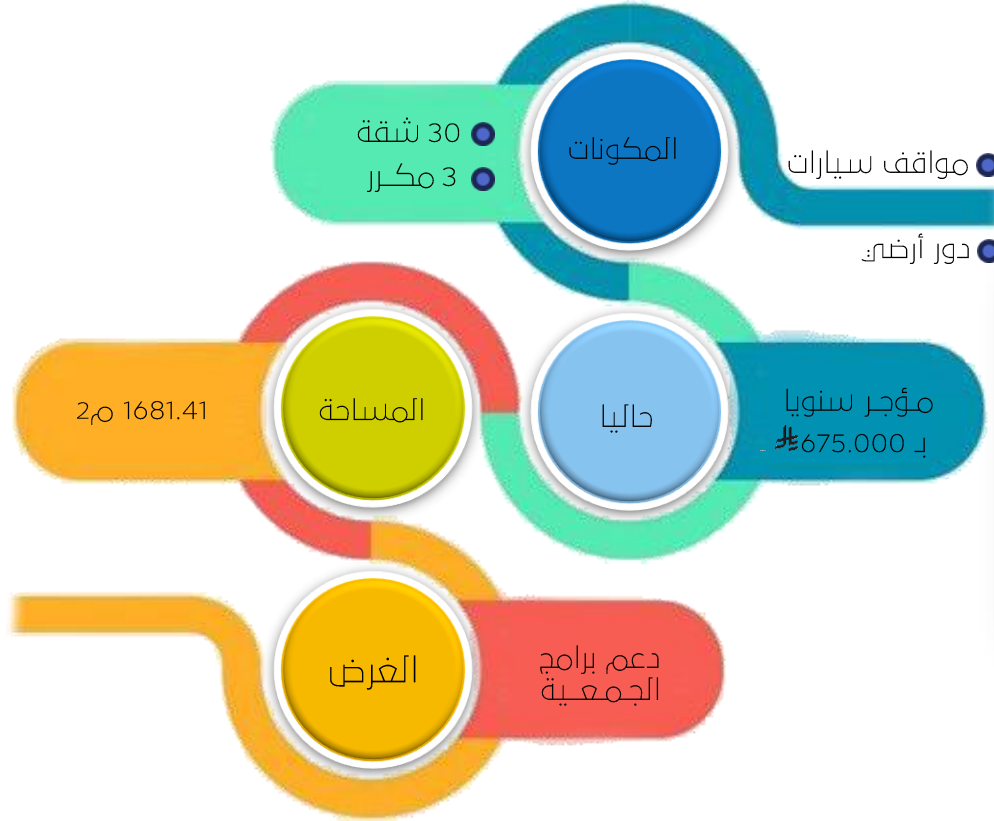 المكونات
30 شقة
3 مكرر
مواقف سيارات
دور أرضي
حاليا
مؤجر سنويا
بـ 675.000 ⃁
المساحة
1681.41 م2
الغرض
دعم برامج
الجمعية